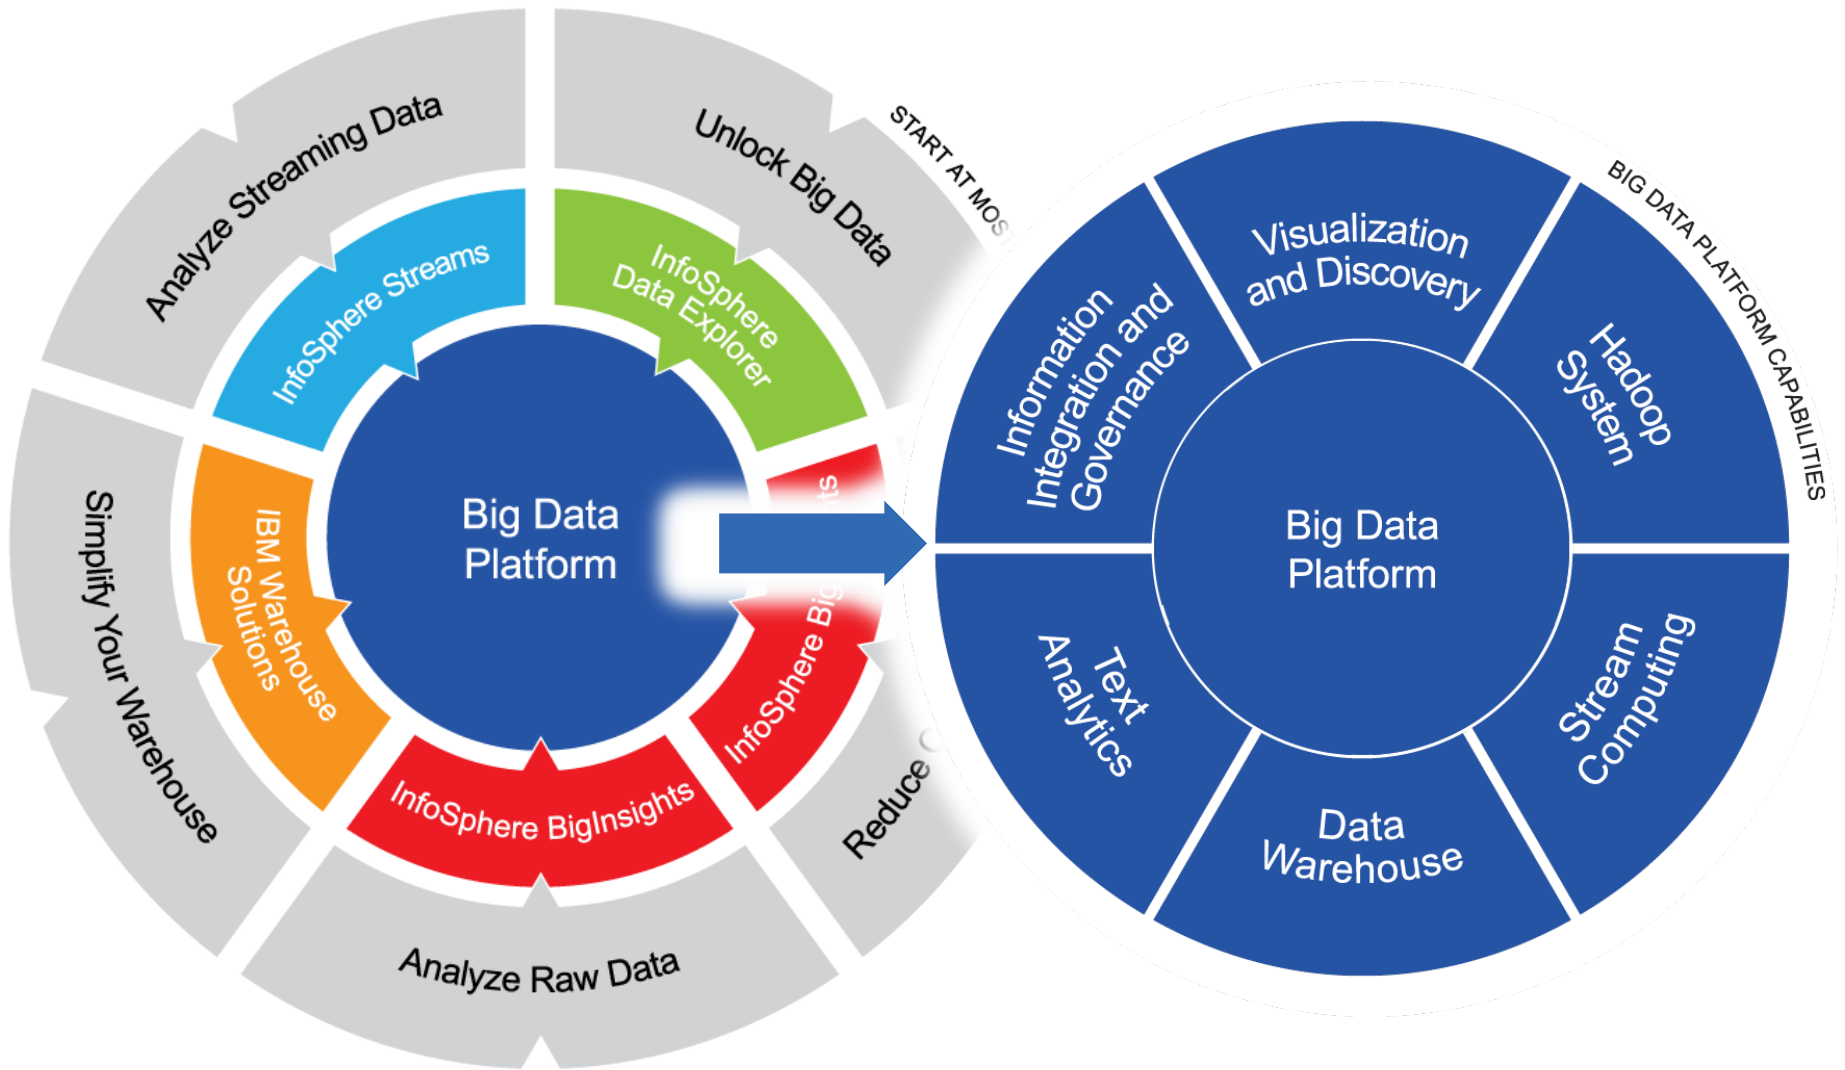 Analyze Streaming Data
Unlock Big Data
START AT MOS
InfoSphere Streams
InfoSphere
Data Explorer
Simplify Your Warehouse
IBM Warehouse
Solutions
Big Data
Platform
InfoSphere
InfoSphere BigInsights
Reduce
Analyze Raw Data
BIG DATA PLATFORM CAPABILITIES
Visualization
and Discovery
Information
Integration and
Governance
Hadoop
System
Big Data
Platform
Text
Analytics
Stream
Computing
Data
Warehouse